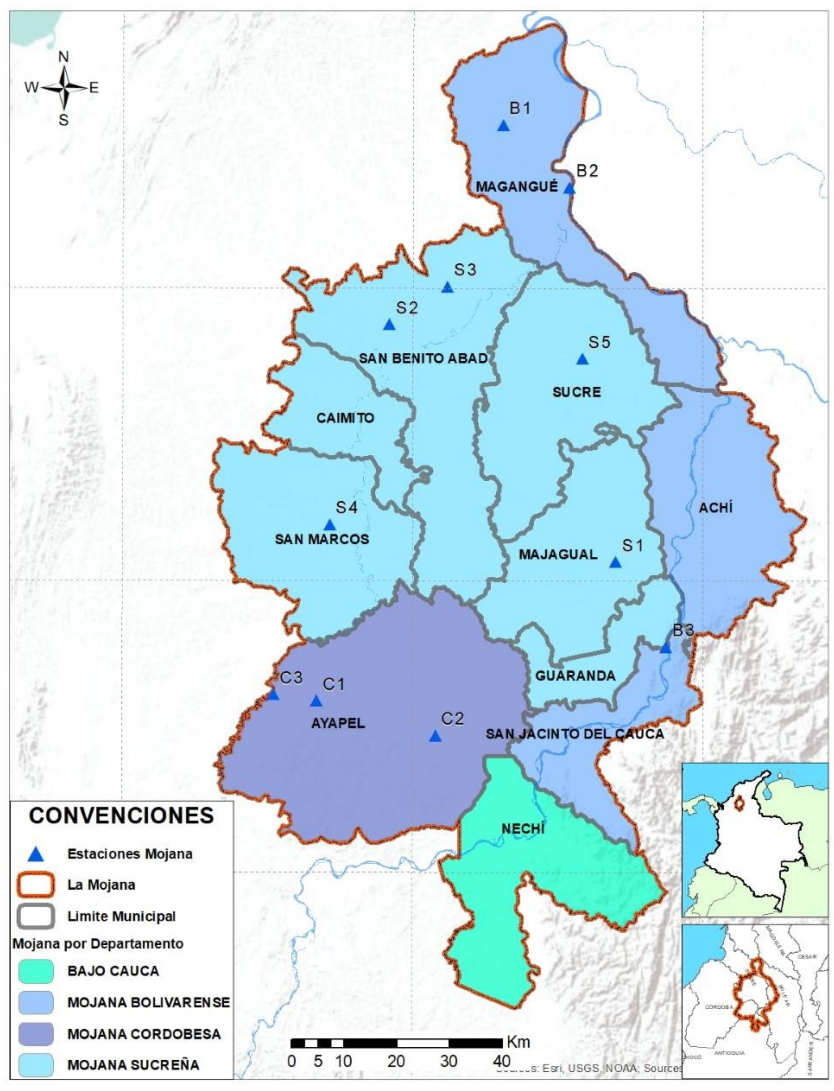 N
W E
S
B1
MAGANGUÉ
B2
S3
S2
SAN BENITO ABAD
S5
SUCRE
CAIMITO
ACHÍ
S4
SAN MARCOS
MAJAGUAL
S1
B3
GUARANDA
C3
C1
AYAPEL
C2
SAN JACINTO DEL CAUCA
NECHÍ
CONVENCIONES
Estaciones Mojana
La Mojana
Limite Municipal
Mojana por Departamento
BAJO CAUCA
MOJANA BOLIVARENSE
MOJANA CORDOBESA
MOJANA SUCREÑA
Km
0 5 10 20 30 40
Sources: Esri, USGS, NOAA; Sources
CESAR
CORDOBA
ANTIOQUIA